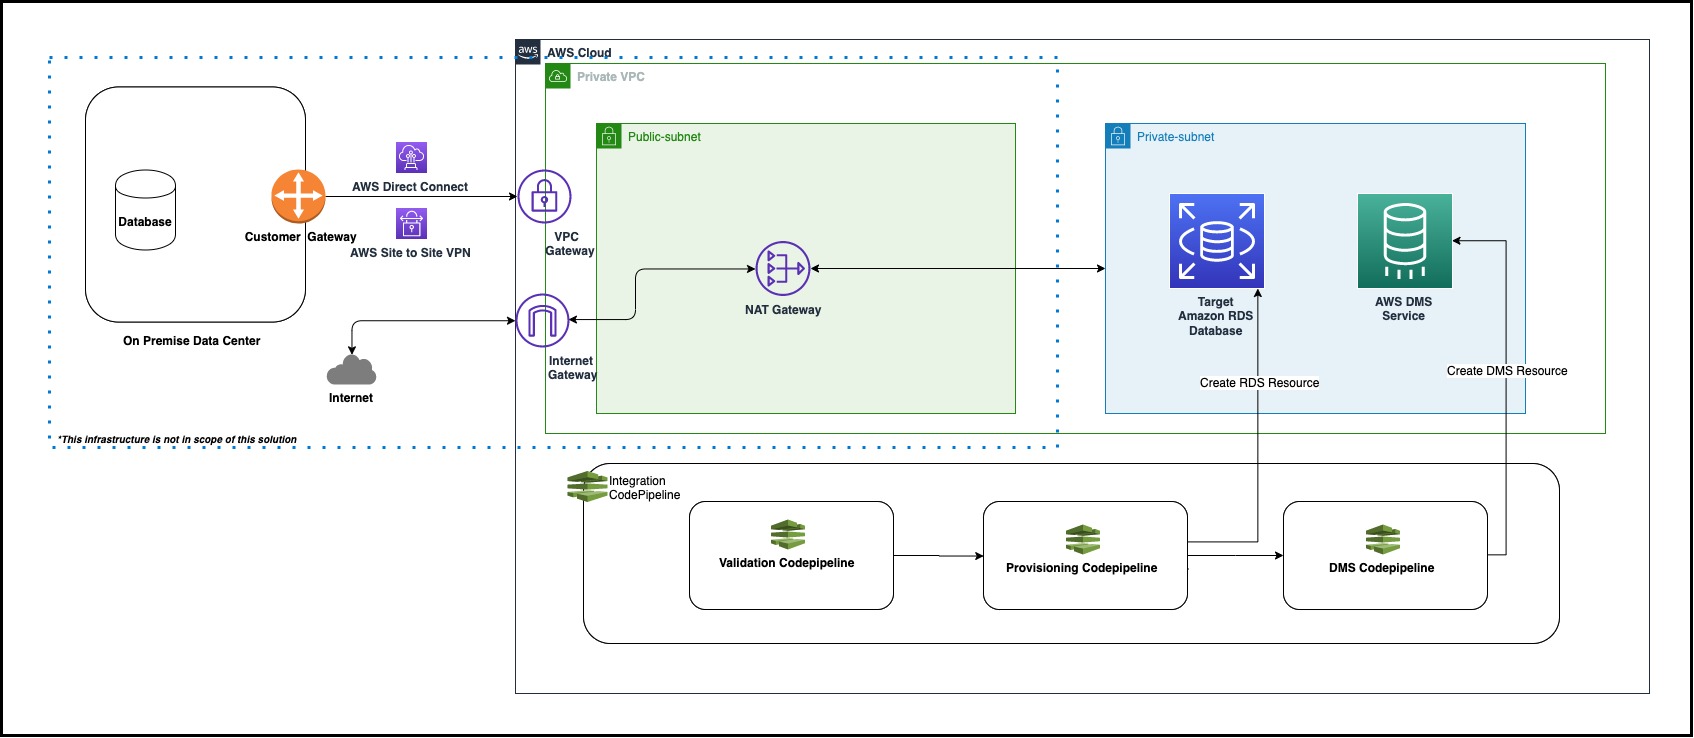 aws
AWS Cloud
Private VPC
Public-subnet
Private-subnet
Database
AWS Direct Connect
Customer Gateway
AWS Site to Site VPN
VPC
Gateway
NAT Gateway
Target
Amazon RDS
Database
AWS DMS
Service
On Premise Data Center
Internet
Gateway
Internet
Create RDS Resource
Create DMS Resource
*This infrastructure is not in scope of this solution
Integration
CodePipeline
Validation Codepipeline
Provisioning Codepipeline
DMS Codepipeline